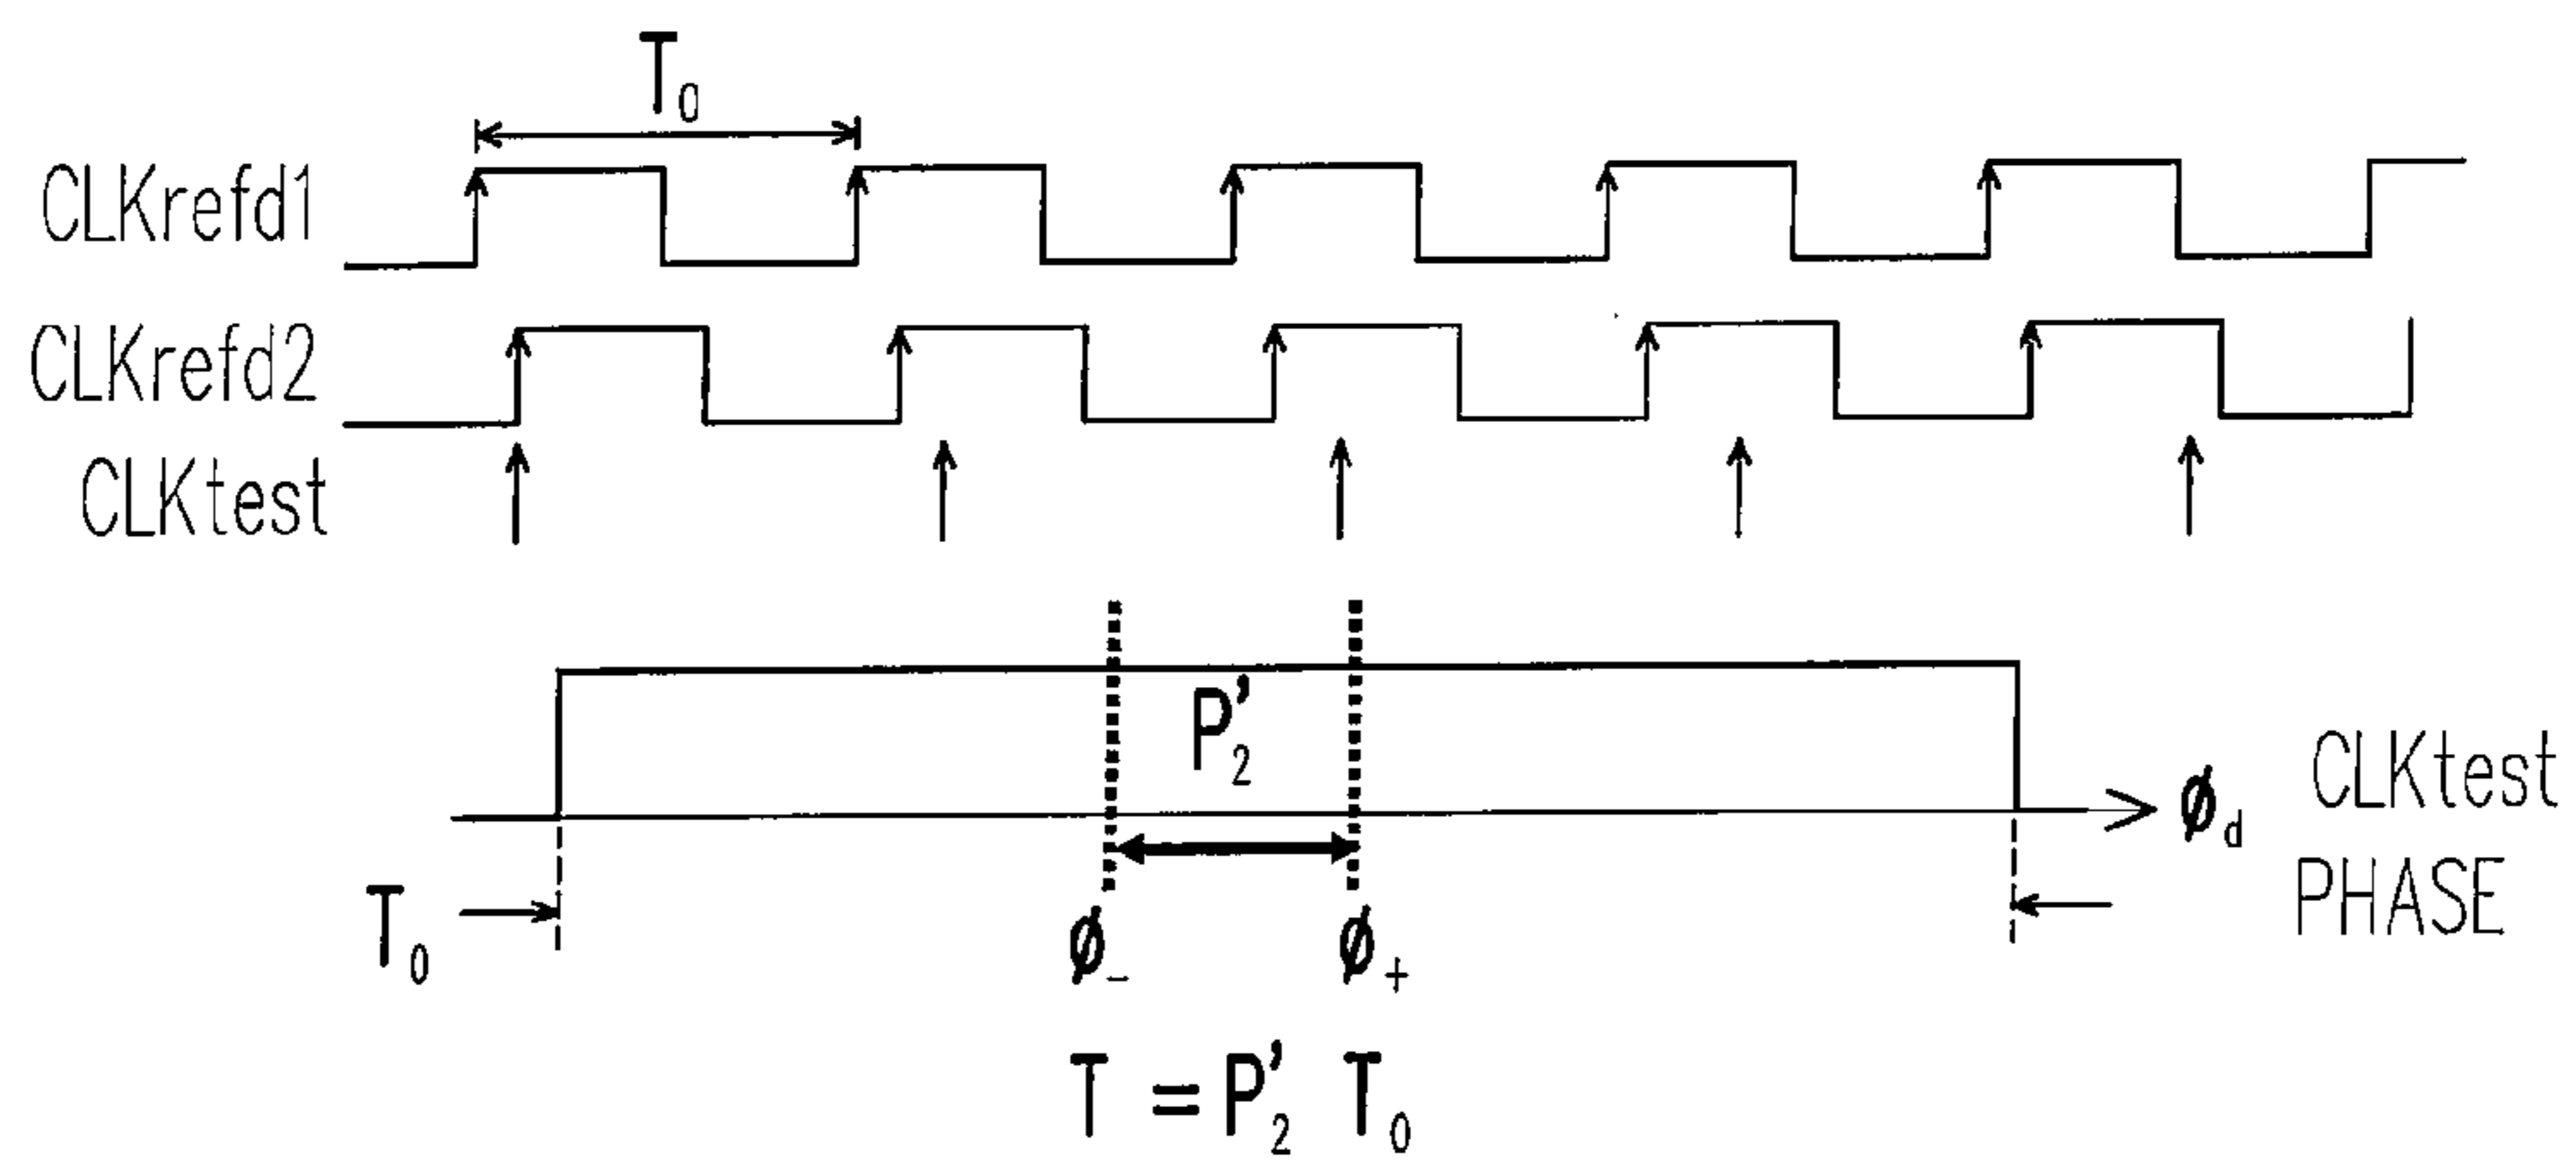 T₀
CLKrefd1
CLKrefd2
CLKtest
P'₂
ϕd
CLKtest
PHASE
T₀
ϕ₋
ϕ₊
T = P'₂ T₀